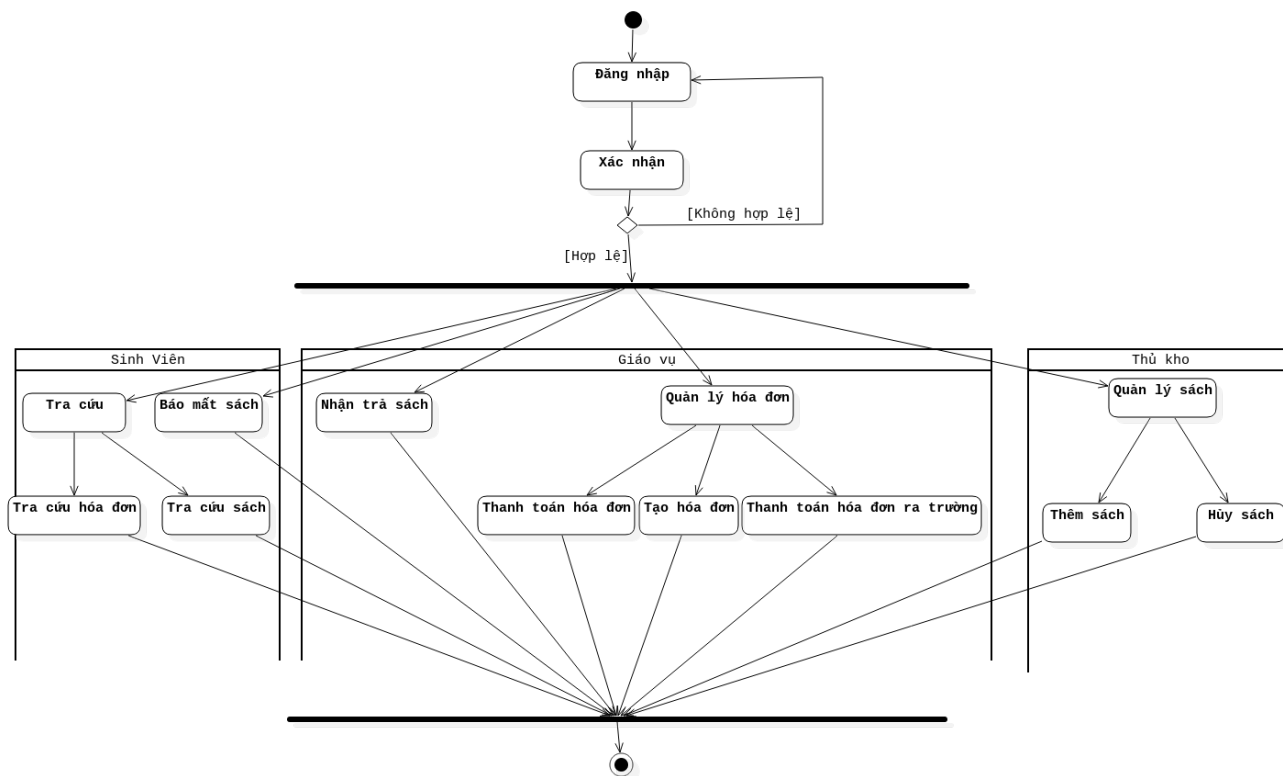 Đăng nhập
Xác nhận
[Không hợp lệ]
[Hợp lệ]
Sinh Viên
Giáo vụ
Thủ kho
Tra cứu
Báo mất sách
Nhận trả sách
Quản lý hóa đơn
Quản lý sách
Tra cứu hóa đơn
Tra cứu sách
Thanh toán hóa đơn
Tạo hóa đơn
Thanh toán hóa đơn ra trường
Thêm sách
Hủy sách